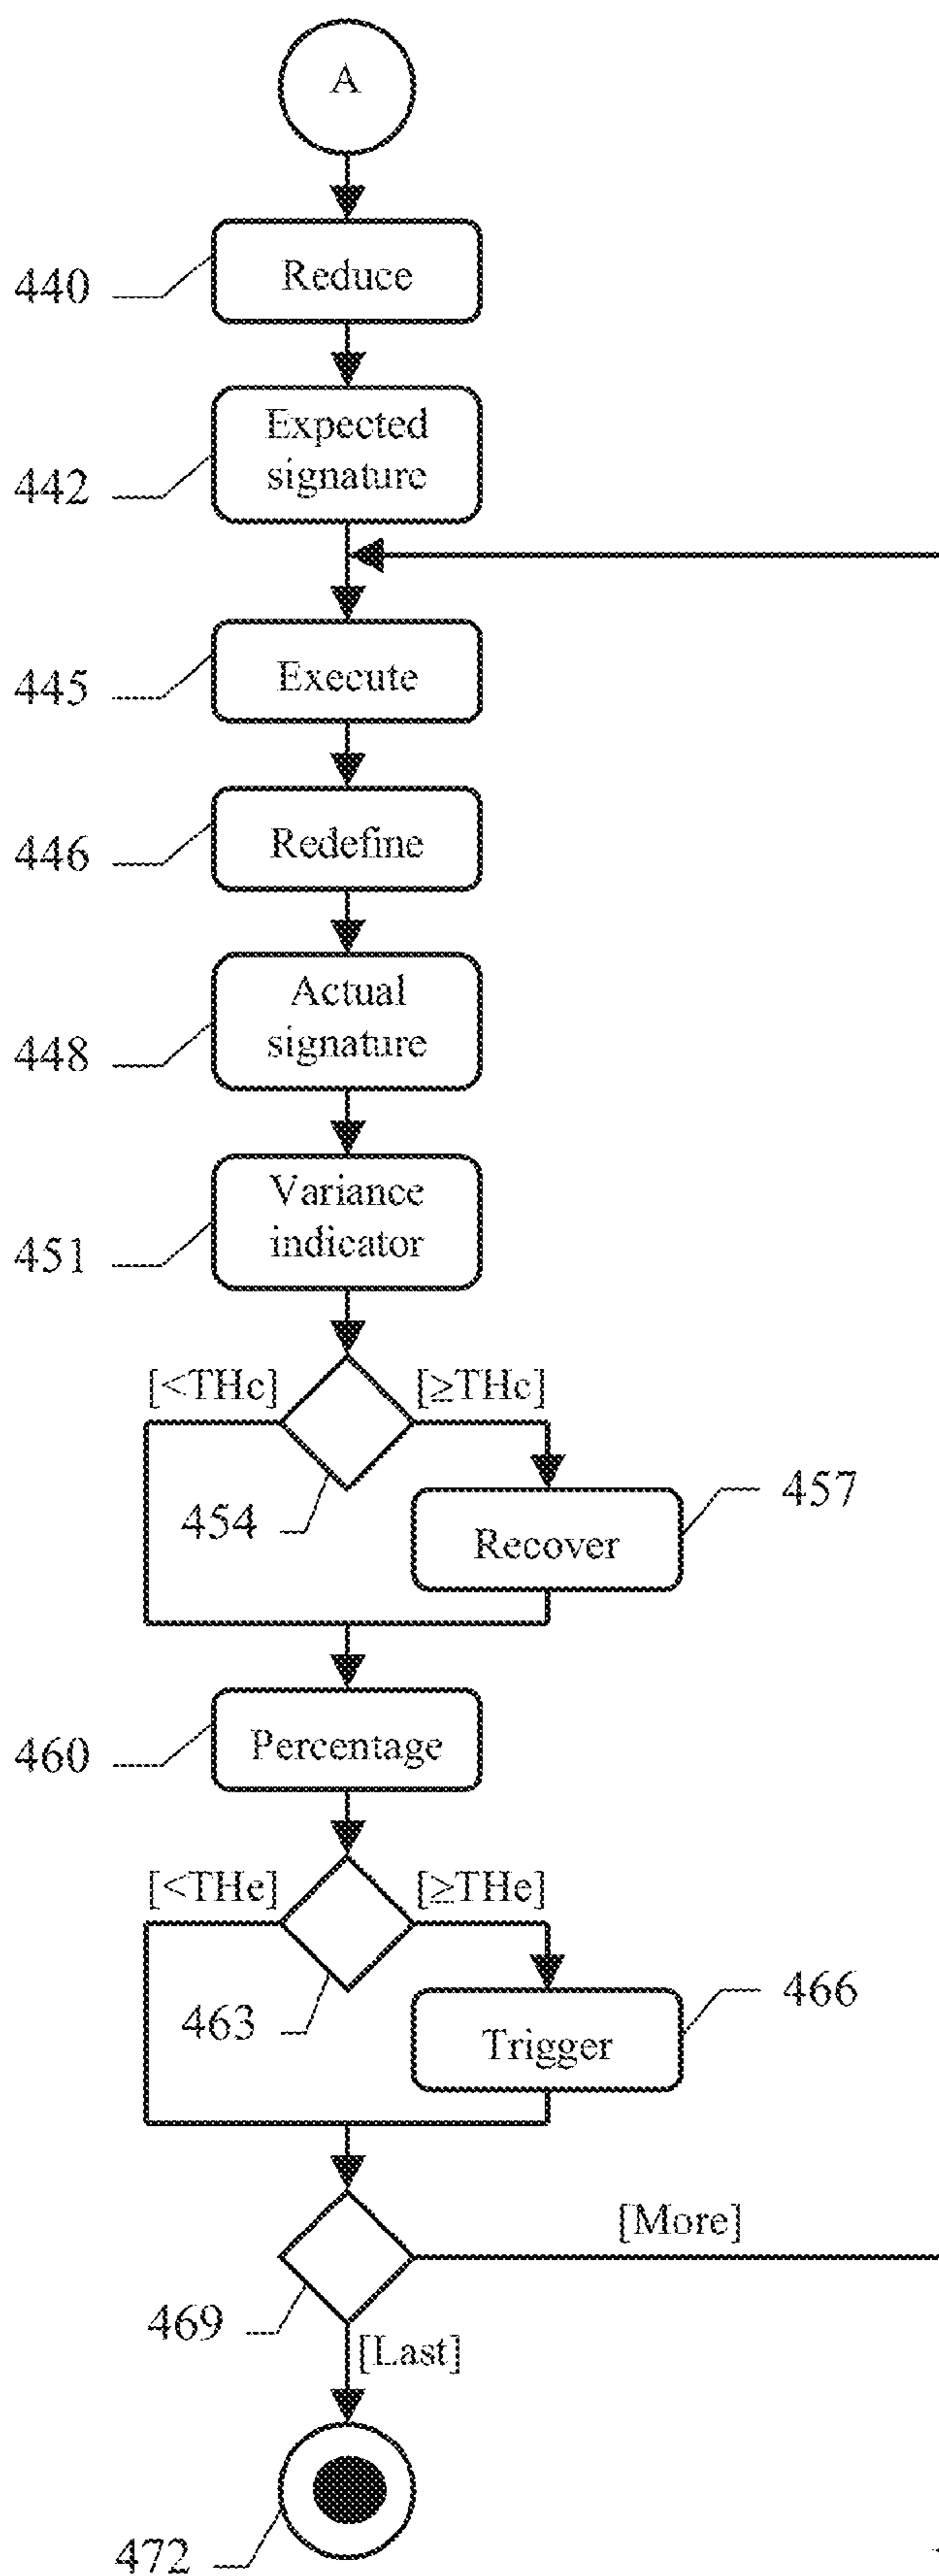 A
Reduce
440
Expected
signature
442
Execute
445
Redefine
446
Actual
signature
448
Variance
indicator
451
[<THc]
[≥THc]
454
457
Recover
Percentage
460
[<THe]
[≥THe]
463
466
Trigger
[More]
469
[Last]
472